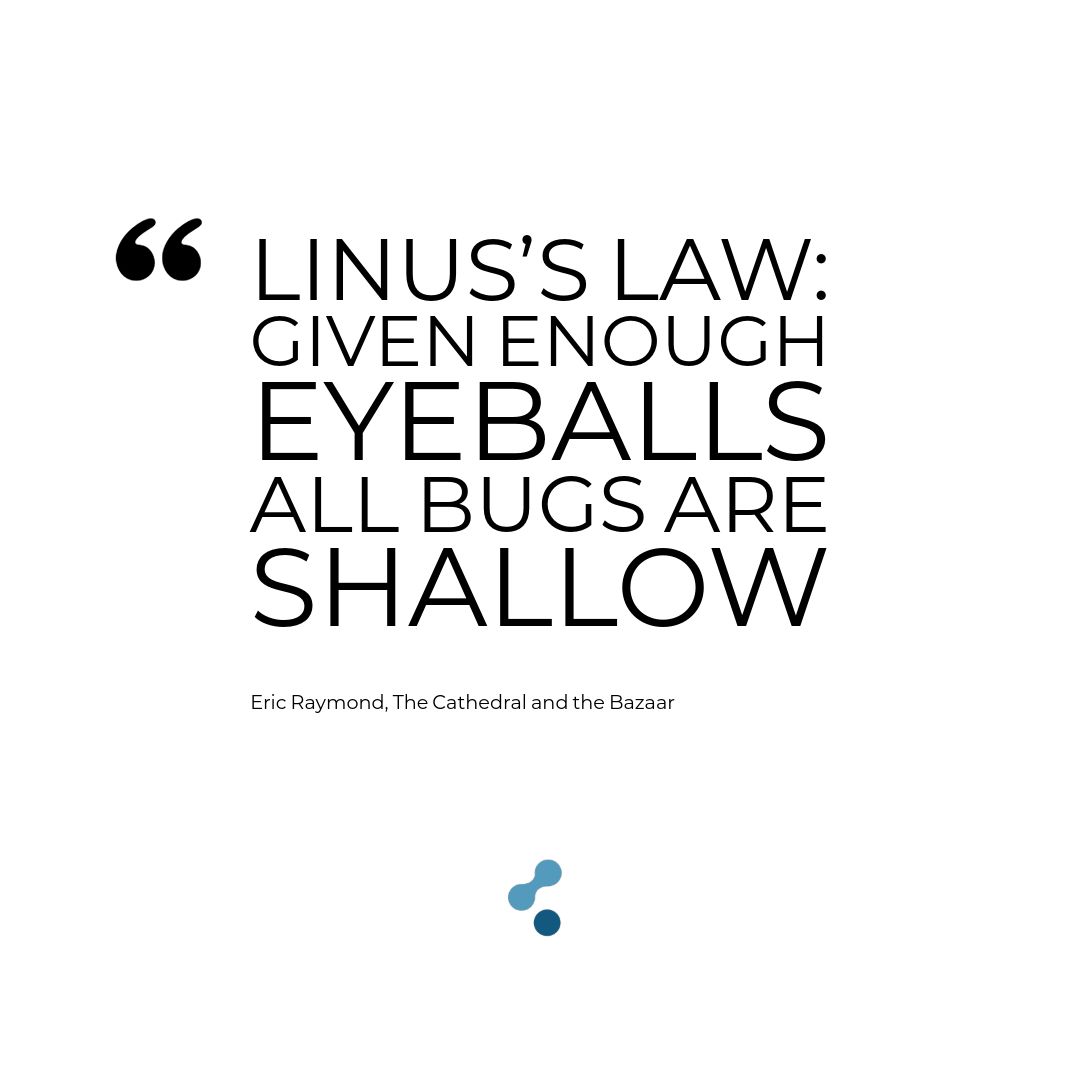 “
LINUS’S LAW:
GIVEN ENOUGH
EYEBALLS
ALL BUGS ARE
SHALLOW
Eric Raymond, The Cathedral and the Bazaar